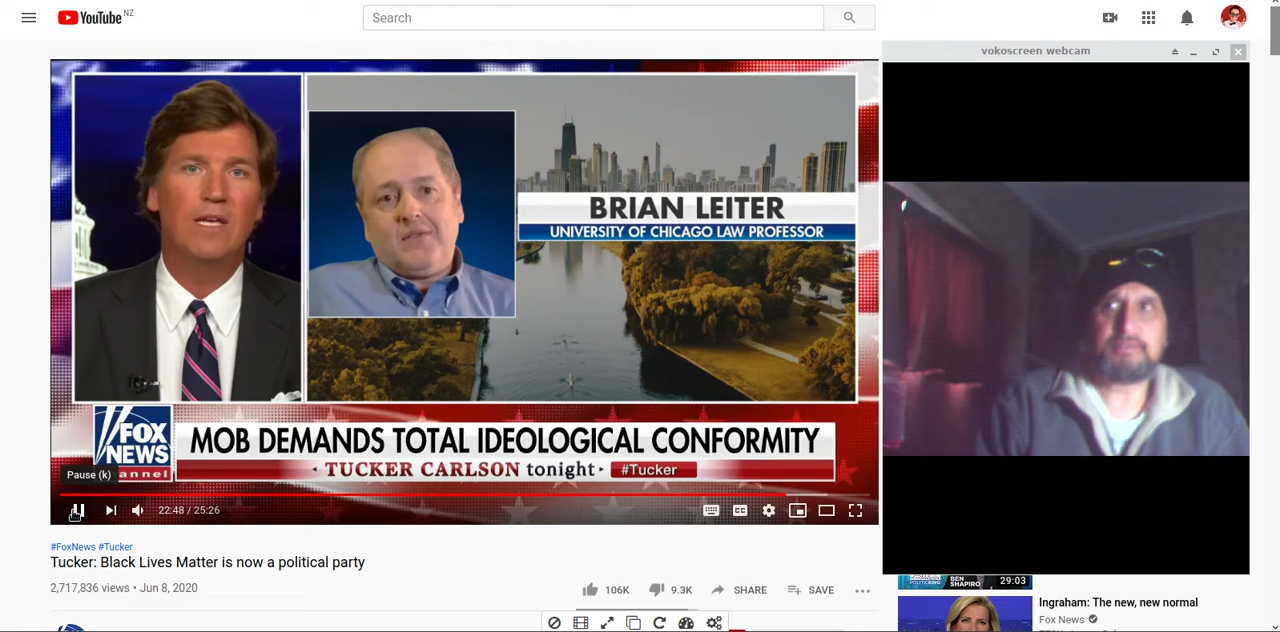 YouTube NZ
Search
vokoscreen webcam
BRIAN LEITER
UNIVERSITY OF CHICAGO LAW PROFESSOR
FOX
NEWS
annel
MOB DEMANDS TOTAL IDEOLOGICAL CONFORMITY
TUCKER CARLSON tonight #Tucker
Pause (k)
22:48 / 25:26
CC
#FoxNews #Tucker
Tucker: Black Lives Matter is now a political party
2,717,836 views • Jun 8, 2020
106K 9.3K SHARE SAVE
BEN
SHAPIRO
29:03
Ingraham: The new, new normal
Fox News